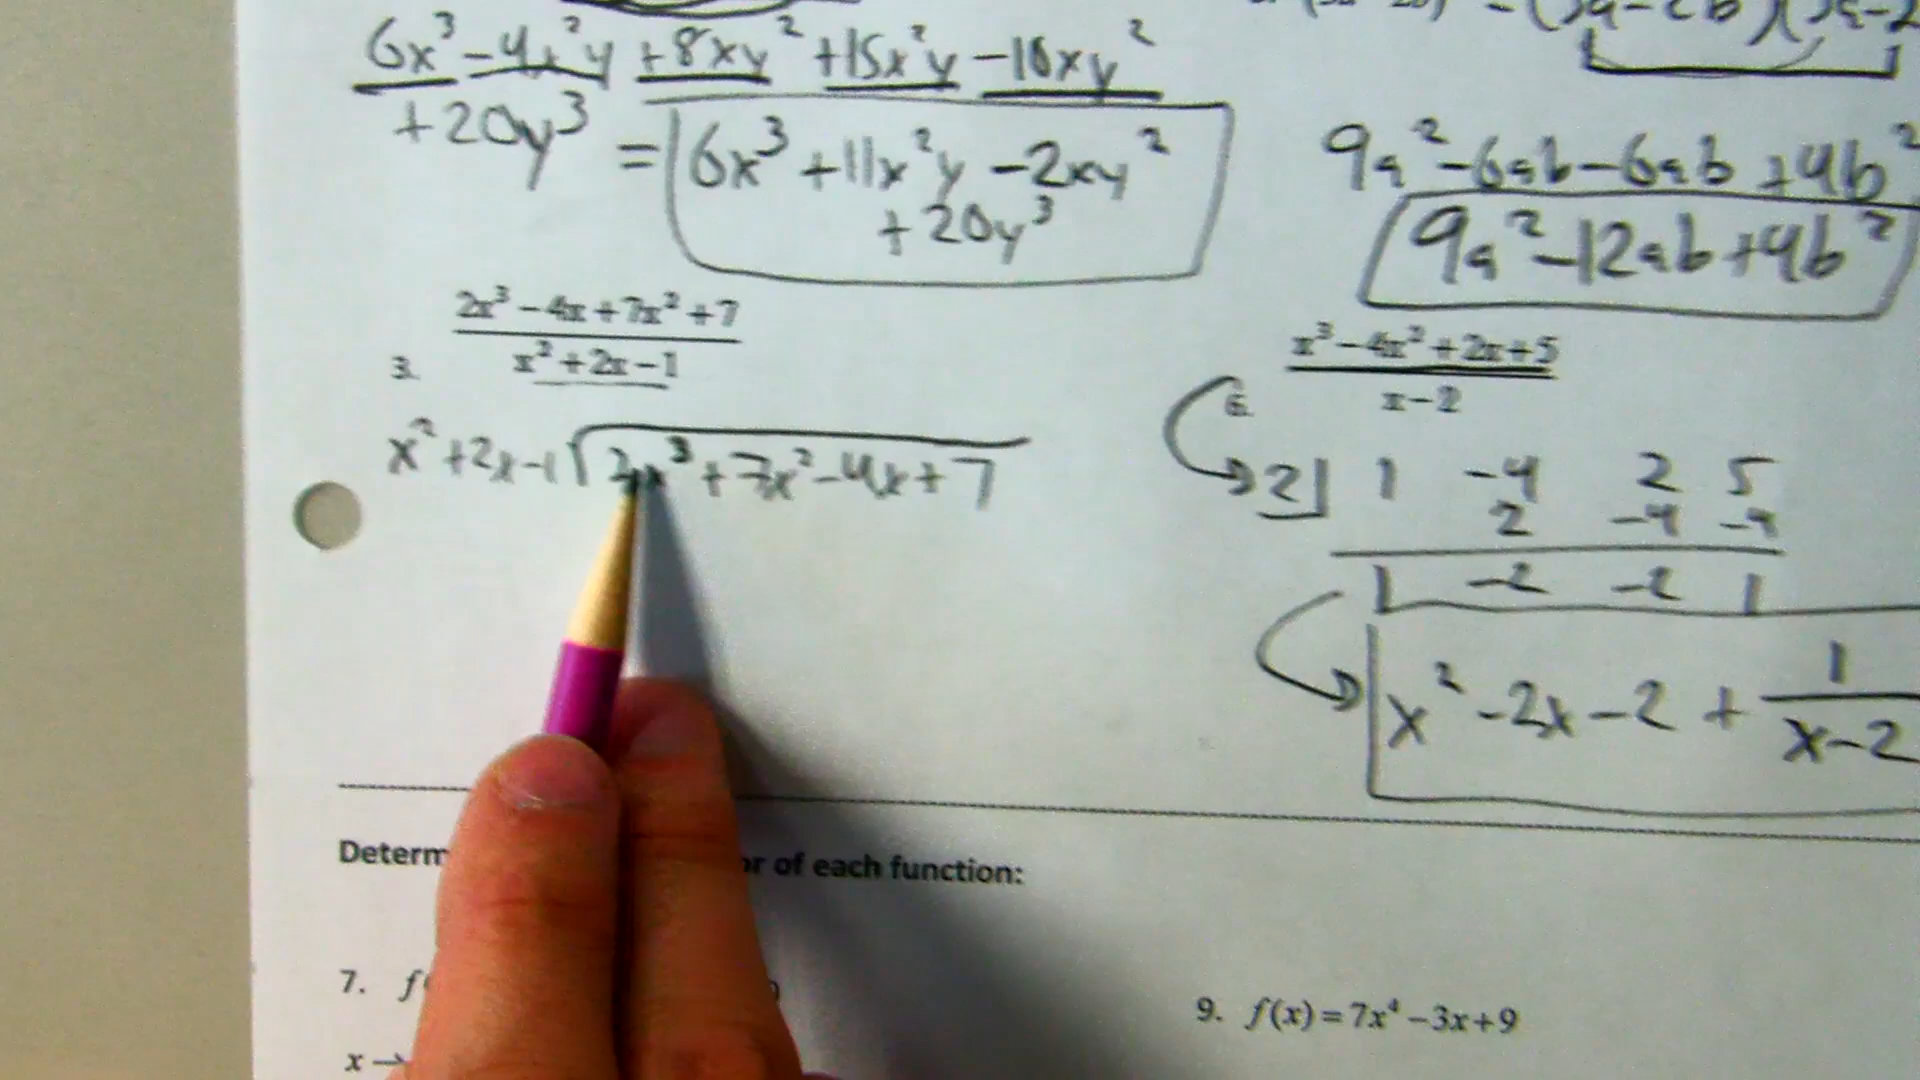 6x³ - 4x²y + 8xy² + 15x²y - 10xy²
+ 20y³ = 6x³ + 11x²y - 2xy²
+ 20y³
9a² - 6ab - 6ab + 4b²
9a² - 12ab + 4b²
3. (2x³ - 4x + 7x² + 7) / (x² + 2x - 1)
x² + 2x - 1 ) 2x³ + 7x² - 4x + 7
6. (x³ - 4x² + 2x + 5) / (x - 2)
2| 1 -4 2 5
2 -4 -4
1 -2 -2 1
x² - 2x - 2 + 1 / (x - 2)
of each function:
7. f
x →
9. f(x) = 7x⁴ - 3x + 9